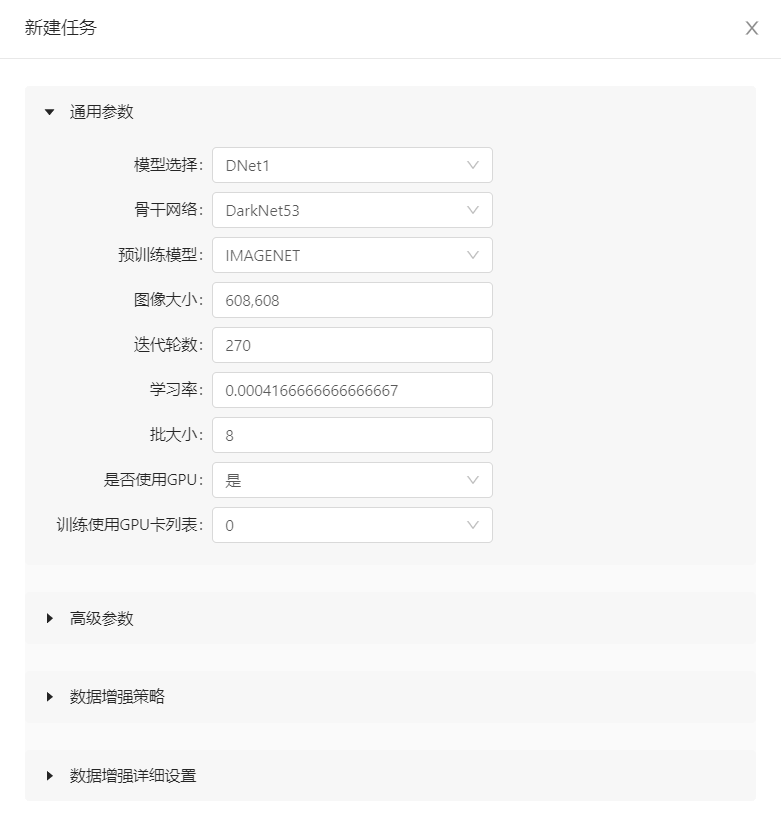 新建任务 X
通用参数
模型选择: DNet1
骨干网络: DarkNet53
预训练模型: IMAGENET
图像大小: 608,608
迭代轮数: 270
学习率: 0.0004166666666666667
批大小: 8
是否使用GPU: 是
训练使用GPU卡列表: 0
高级参数
数据增强策略
数据增强详细设置